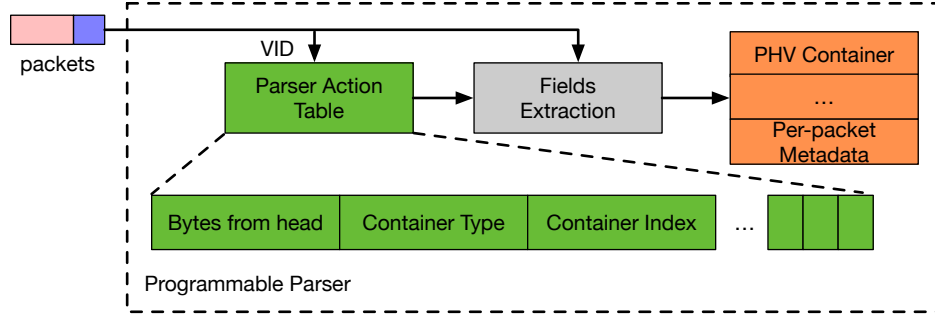 packets
VID
Parser Action
Table
Fields
Extraction
PHV Container
...
Per-packet
Metadata
Bytes from head
Container Type
Container Index
...
Programmable Parser